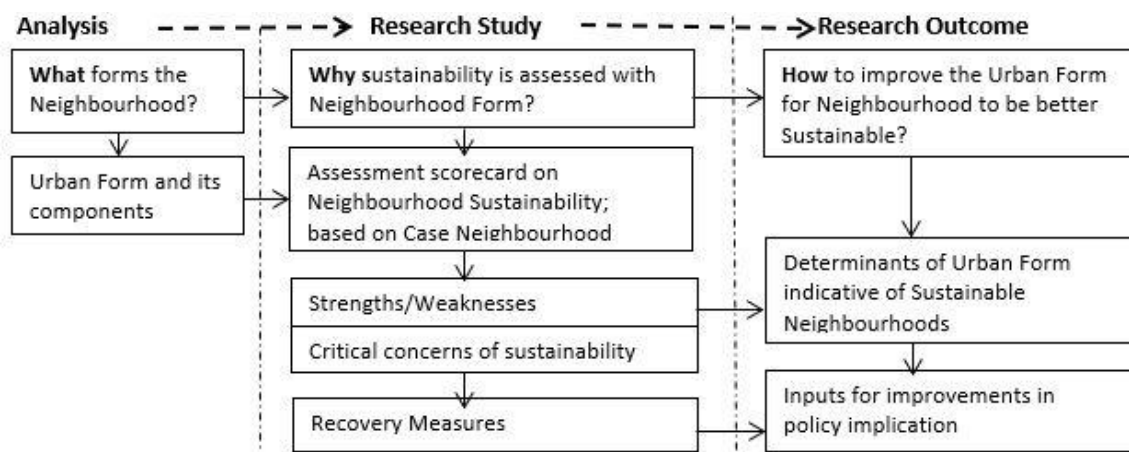 Analysis
Research Study
Research Outcome
What forms the
Neighbourhood?
Urban Form and its
components
Why sustainability is assessed with
Neighbourhood Form?
Assessment scorecard on
Neighbourhood Sustainability;
based on Case Neighbourhood
Strengths/Weaknesses
Critical concerns of sustainability
Recovery Measures
How to improve the Urban Form
for Neighbourhood to be better
Sustainable?
Determinants of Urban Form
indicative of Sustainable
Neighbourhoods
Inputs for improvements in
policy implication